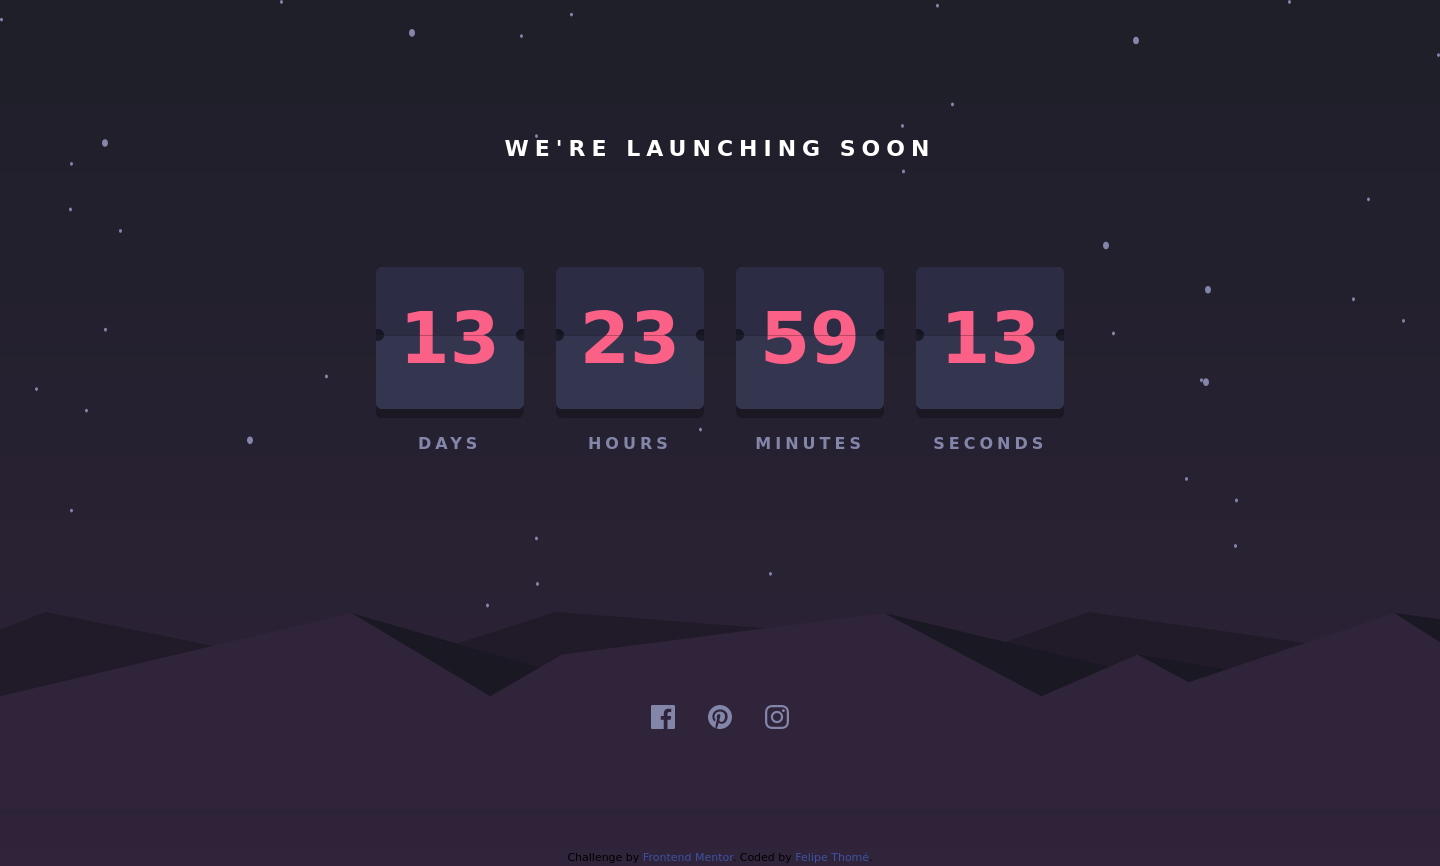 WE'RE LAUNCHING SOON
13 23 59 13
DAYS HOURS MINUTES SECONDS
Challenge by Frontend Mentor. Coded by Felipe Thomé.